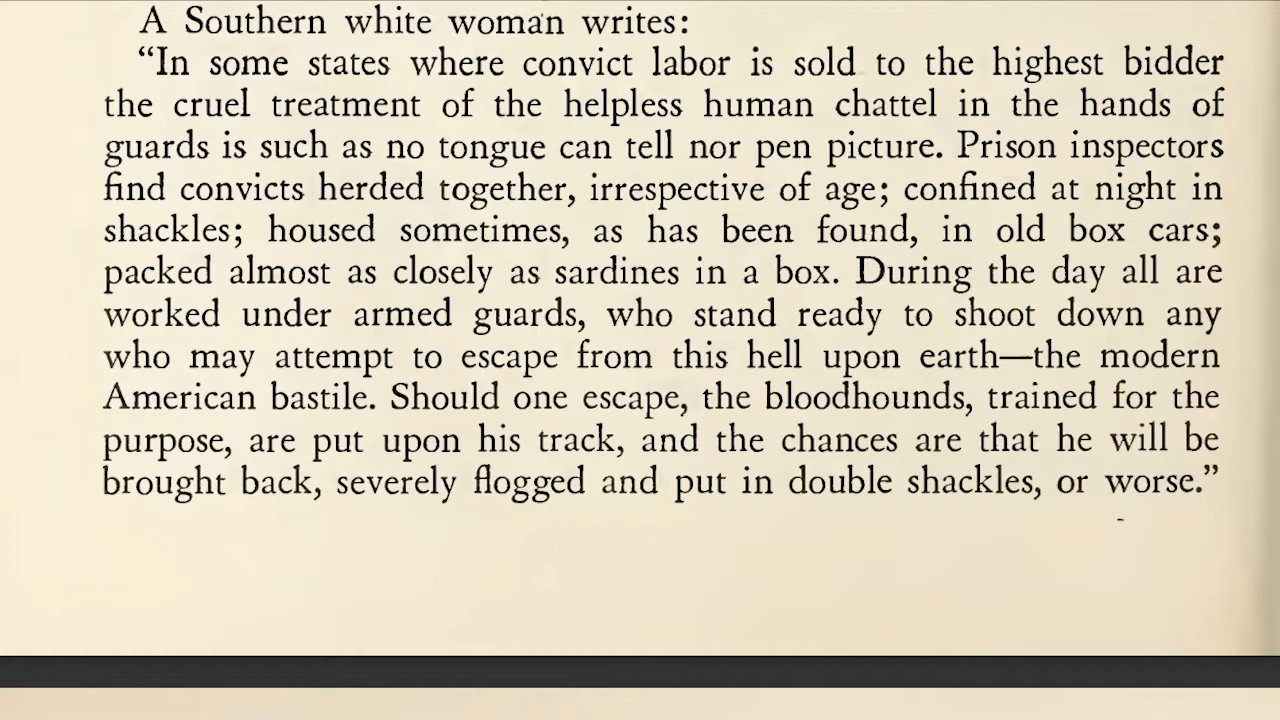 A Southern white woman writes:
“In some states where convict labor is sold to the highest bidder
the cruel treatment of the helpless human chattel in the hands of
guards is such as no tongue can tell nor pen picture. Prison inspectors
find convicts herded together, irrespective of age; confined at night in
shackles; housed sometimes, as has been found, in old box cars;
packed almost as closely as sardines in a box. During the day all are
worked under armed guards, who stand ready to shoot down any
who may attempt to escape from this hell upon earth—the modern
American bastile. Should one escape, the bloodhounds, trained for the
purpose, are put upon his track, and the chances are that he will be
brought back, severely flogged and put in double shackles, or worse.”